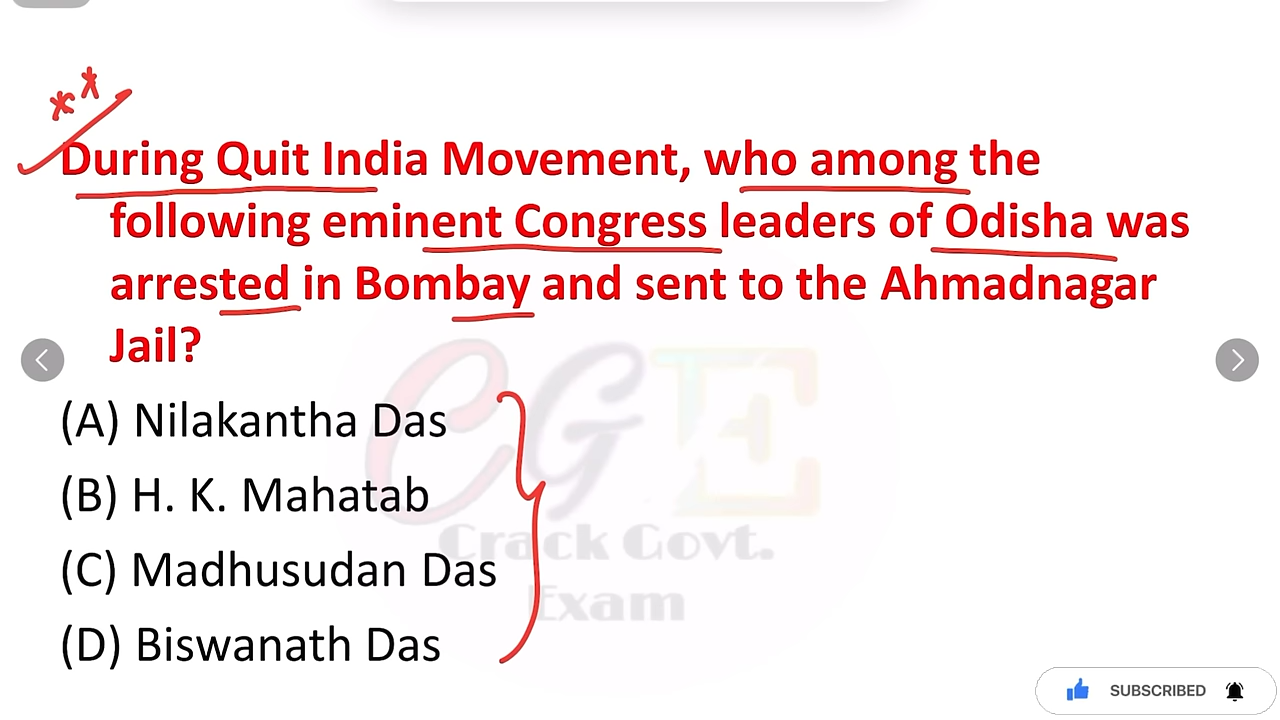 **
During Quit India Movement, who among the
following eminent Congress leaders of Odisha was
arrested in Bombay and sent to the Ahmadnagar
Jail?
(A) Nilakantha Das
(B) H. K. Mahatab
(C) Madhusudan Das
(D) Biswanath Das
CGE
Crack Govt.
Exam
SUBSCRIBED